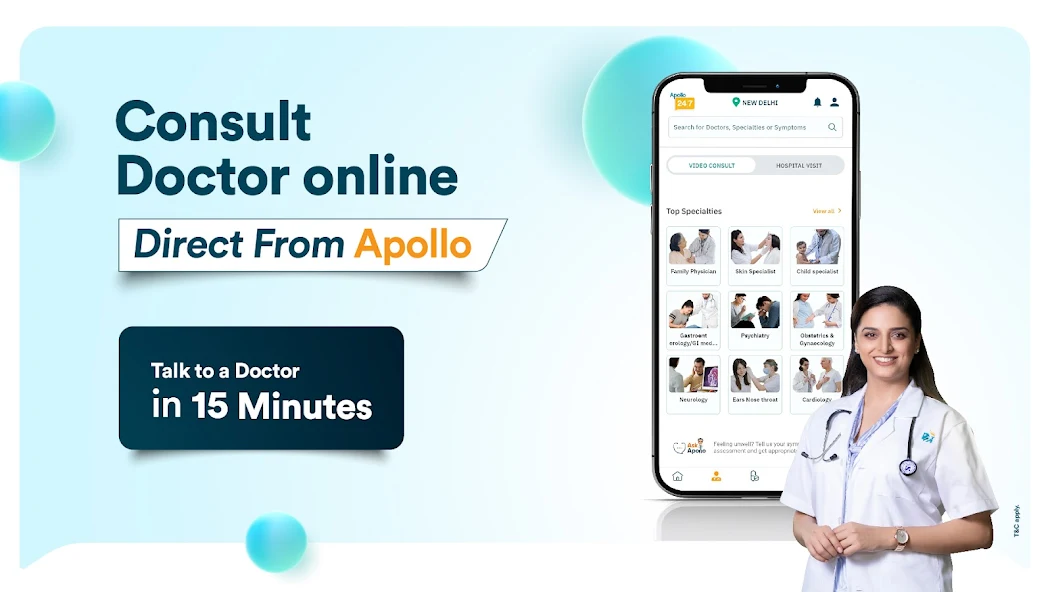 Consult
Doctor online
Direct From Apollo
Talk to a Doctor
in 15 Minutes
Apollo
24.7
NEW DELHI
Search for Doctors, Specialties or Symptoms
VIDEO CONSULT
HOSPITAL VISIT
Top Specialties
View all
Family Physician
Skin Specialist
Child specialist
Gastroent
erology/GI med...
Psychiatry
Obstetrics &
Gynaecology
Neurology
Ears Nose throat
Cardiology
Ask
Apollo
Feeling unwell? Tell us your sym
assessment and get appropriate
T&C apply.